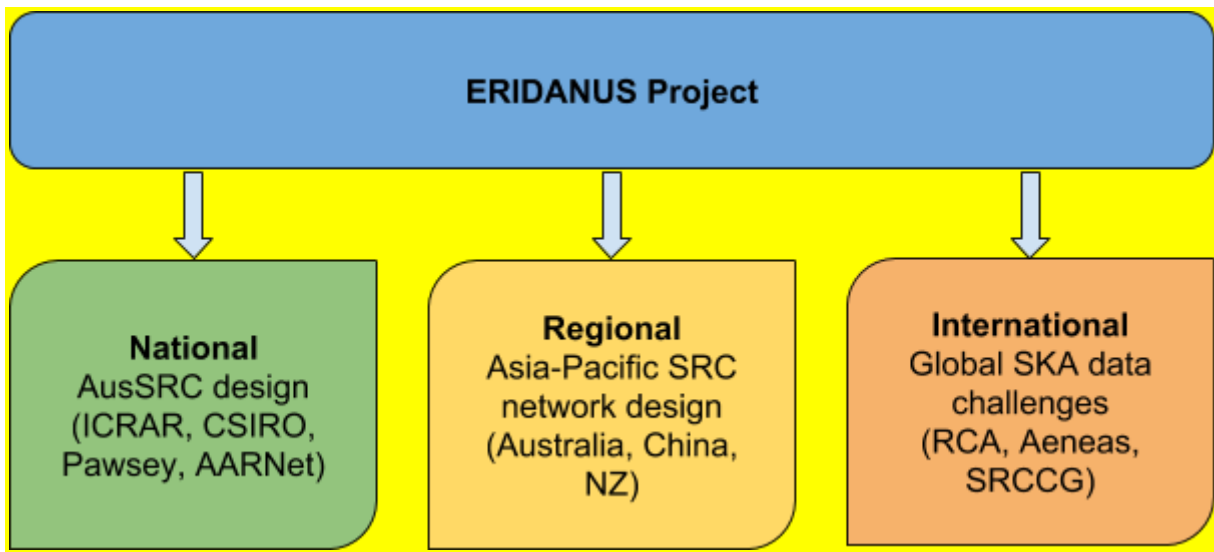 ERIDANUS Project
National
AusSRC design
(ICRAR, CSIRO,
Pawsey, AARNet)
Regional
Asia-Pacific SRC
network design
(Australia, China,
NZ)
International
Global SKA data
challenges
(RCA, Aeneas,
SRCCG)